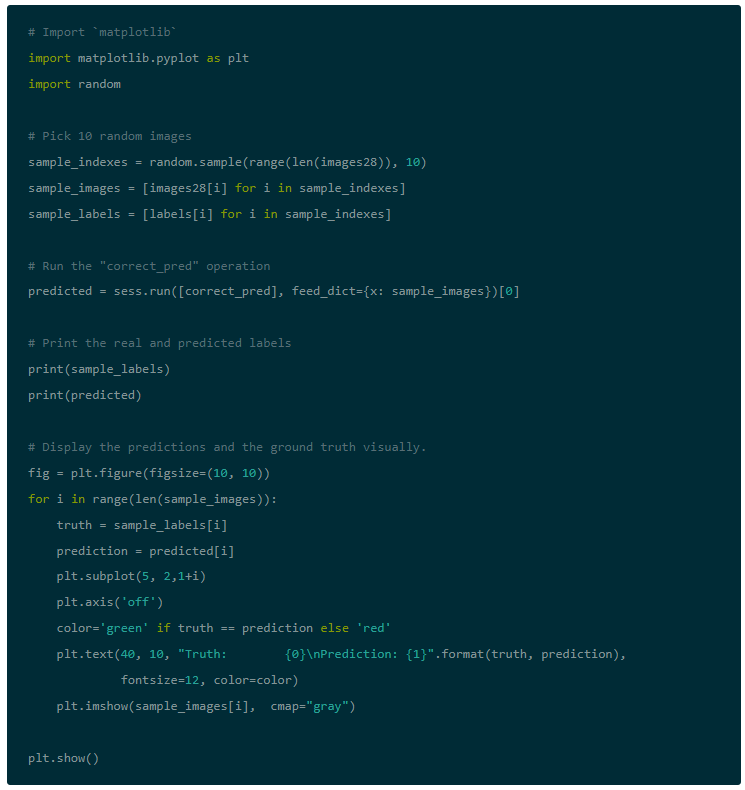 # Import `matplotlib`
import matplotlib.pyplot as plt
import random
# Pick 10 random images
sample_indexes = random.sample(range(len(images28)), 10)
sample_images = [images28[i] for i in sample_indexes]
sample_labels = [labels[i] for i in sample_indexes]
# Run the "correct_pred" operation
predicted = sess.run([correct_pred], feed_dict={x: sample_images})[0]
# Print the real and predicted labels
print(sample_labels)
print(predicted)
# Display the predictions and the ground truth visually.
fig = plt.figure(figsize=(10, 10))
for i in range(len(sample_images)):
    truth = sample_labels[i]
    prediction = predicted[i]
    plt.subplot(5, 2,1+i)
    plt.axis('off')
    color='green' if truth == prediction else 'red'
    plt.text(40, 10, "Truth:        {0}\nPrediction: {1}".format(truth, prediction),
             fontsize=12, color=color)
    plt.imshow(sample_images[i],  cmap="gray")
plt.show()